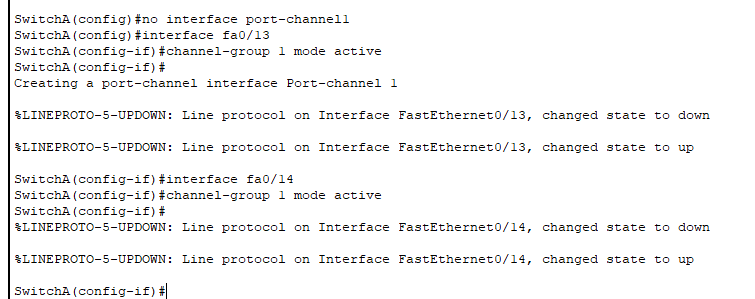 SwitchA(config)#no interface port-channel1
SwitchA(config)#interface fa0/13
SwitchA(config-if)#channel-group 1 mode active
SwitchA(config-if)#
Creating a port-channel interface Port-channel 1
%LINEPROTO-5-UPDOWN: Line protocol on Interface FastEthernet0/13, changed state to down
%LINEPROTO-5-UPDOWN: Line protocol on Interface FastEthernet0/13, changed state to up
SwitchA(config-if)#interface fa0/14
SwitchA(config-if)#channel-group 1 mode active
SwitchA(config-if)#
%LINEPROTO-5-UPDOWN: Line protocol on Interface FastEthernet0/14, changed state to down
%LINEPROTO-5-UPDOWN: Line protocol on Interface FastEthernet0/14, changed state to up
SwitchA(config-if)#